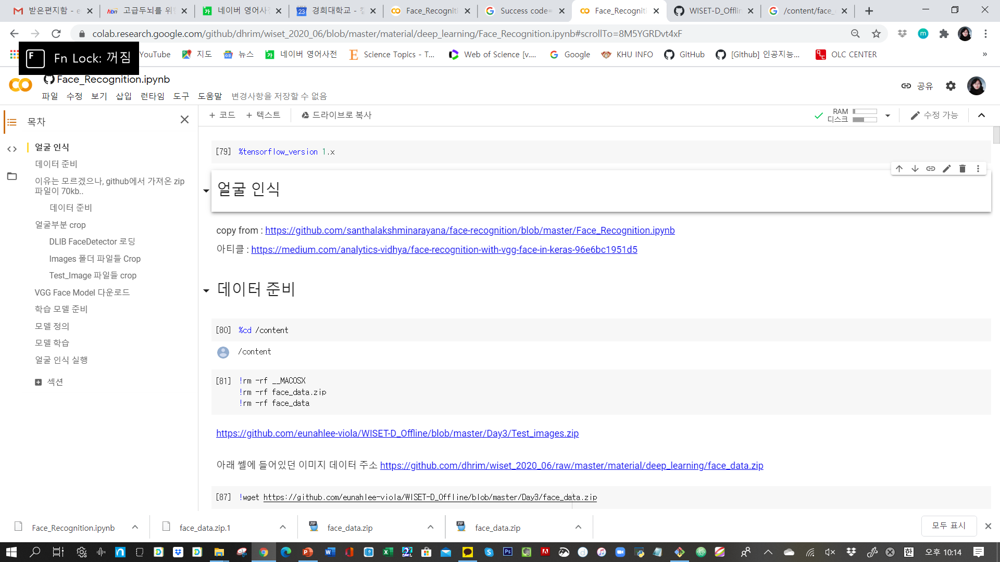 받은편지함 - e
고급두뇌를 위한
네이버 영어사전
23
경희대학교 - 캘
Face_Recogniti
Success code=
Face_Recogniti
WISET-D_Offlin
/content/face_
colab.research.google.com/github/dhrim/wiset_2020_06/blob/master/material/deep_learning/Face_Recognition.ipynb#scrollTo=8M5YGRDvt4xF
F Fn Lock: 꺼짐
YouTube
지도
뉴스
네이버 영어사전
Science Topics - T...
Web of Science [v....
Google
KHU INFO
GitHub
[Github] 인공지능...
OLC CENTER
»
Face_Recognition.ipynb
파일 수정 보기 삽입 런타임 도구 도움말 변경사항을 저장할 수 없음
공유
목차
+ 코드 + 텍스트 드라이브로 복사
RAM
디스크
수정 가능
얼굴 인식
데이터 준비
이유는 모르겠으나, github에서 가져온 zip
파일이 70kb..
데이터 준비
얼굴부분 crop
DLIB FaceDetector 로딩
Images 폴더 파일들 Crop
Test_Image 파일들 crop
VGG Face Model 다운로드
학습 모델 준비
모델 정의
모델 학습
얼굴 인식 실행
섹션
[79] %tensorflow_version 1.x
얼굴 인식
copy from : https://github.com/santhalakshminarayana/face-recognition/blob/master/Face_Recognition.ipynb
아티클 : https://medium.com/analytics-vidhya/face-recognition-with-vgg-face-in-keras-96e6bc1951d5
데이터 준비
[80] %cd /content
/content
[81] !rm -rf __MACOSX
!rm -rf face_data.zip
!rm -rf face_data
https://github.com/eunahlee-viola/WISET-D_Offline/blob/master/Day3/Test_images.zip
아래 쎌에 들어있던 이미지 데이터 주소 https://github.com/dhrim/wiset_2020_06/raw/master/material/deep_learning/face_data.zip
[87] !wget https://github.com/eunahlee-viola/WISET-D_Offline/blob/master/Day3/face_data.zip
Face_Recognition.ipynb
face_data.zip.1
face_data.zip
face_data.zip
모두 표시
한
오후 10:14